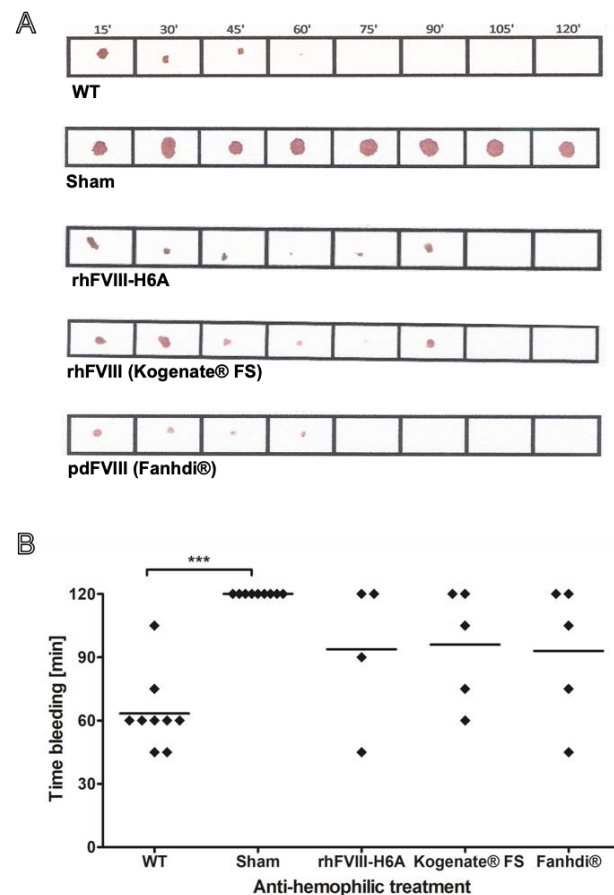 A
15' 30' 45' 60' 75' 90' 105' 120'
WT
Sham
rhFVIII-H6A
rhFVIII (Kogenate® FS)
pdFVIII (Fanhdi®)
B
***
120
90
60
30
0
Time bleeding [min]
WT Sham rhFVIII-H6A Kogenate® FS Fanhdi®
Anti-hemophilic treatment